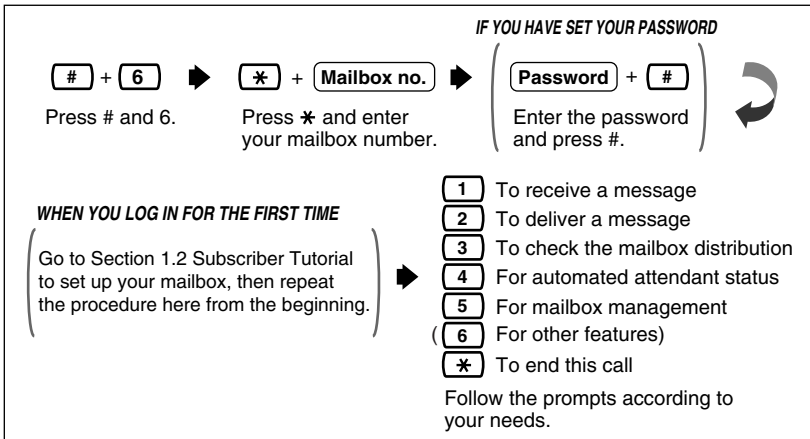 IF YOU HAVE SET YOUR PASSWORD
# + 6 ✱ + Mailbox no. Password + #
Press # and 6.
Press ✱ and enter
your mailbox number.
Enter the password
and press #.
WHEN YOU LOG IN FOR THE FIRST TIME
Go to Section 1.2 Subscriber Tutorial
to set up your mailbox, then repeat
the procedure here from the beginning.
1 To receive a message
2 To deliver a message
3 To check the mailbox distribution
4 For automated attendant status
5 For mailbox management
(6 For other features)
✱ To end this call
Follow the prompts according to
your needs.